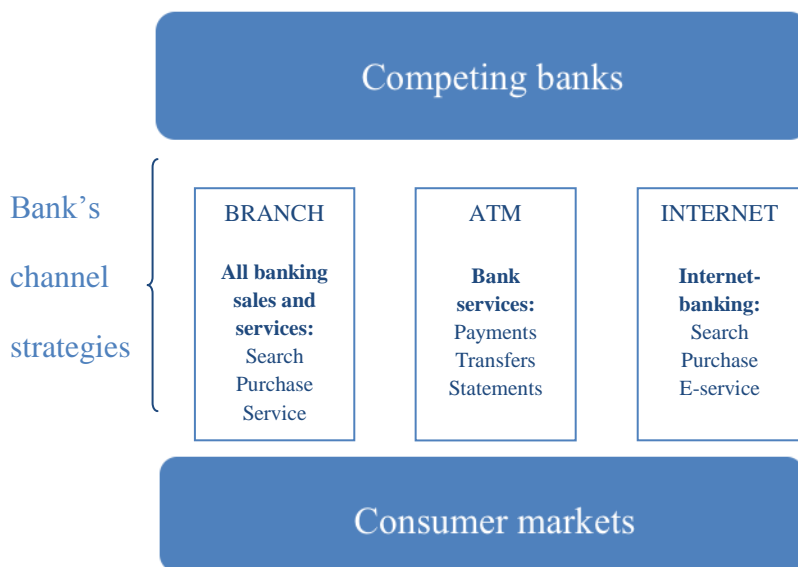 Competing banks
Bank’s
channel
strategies
BRANCH
All banking
sales and
services:
Search
Purchase
Service
ATM
Bank
services:
Payments
Transfers
Statements
INTERNET
Internet-
banking:
Search
Purchase
E-service
Consumer markets